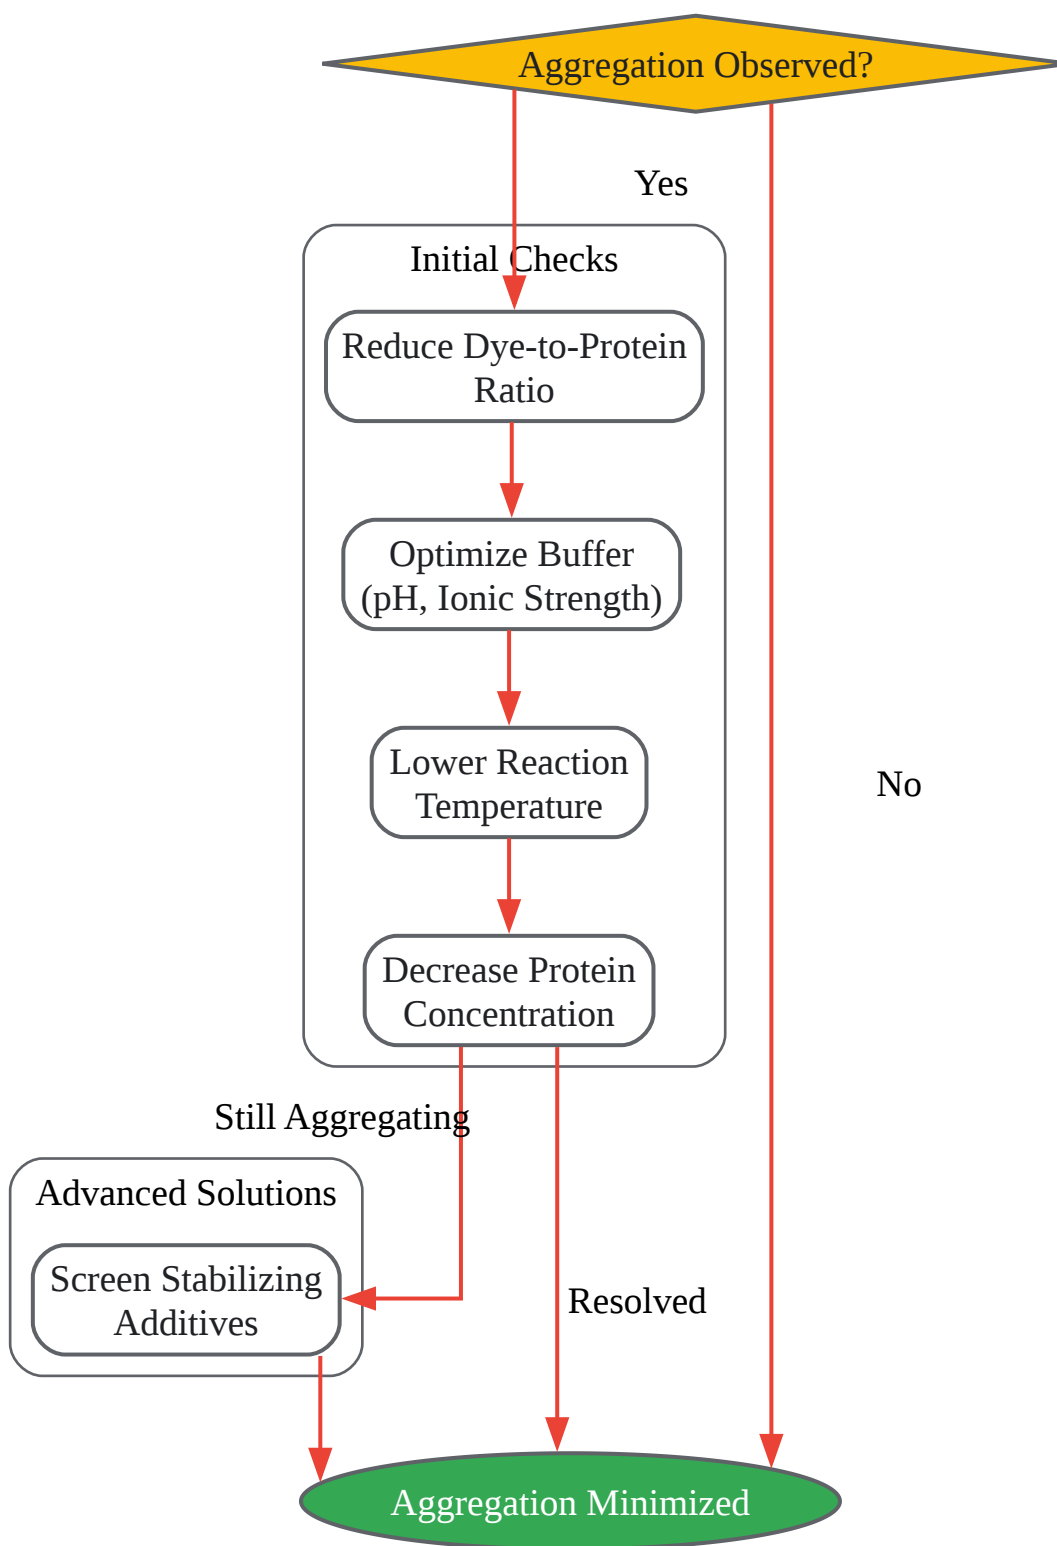 Aggregation Observed?
Yes
Initial Checks
Reduce Dye-to-Protein
Ratio
Optimize Buffer
(pH, Ionic Strength)
Lower Reaction
Temperature
No
Decrease Protein
Concentration
Still Aggregating
Advanced Solutions
Screen Stabilizing
Additives
Resolved
Aggregation Minimized